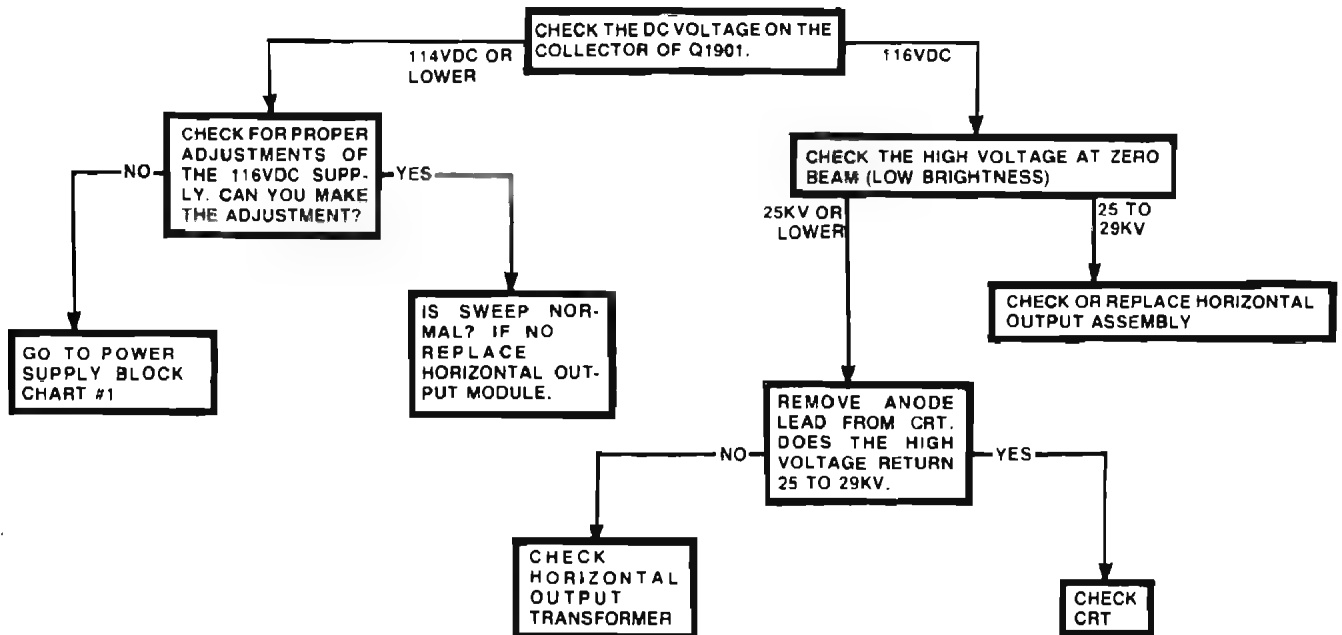 CHECK THE DC VOLTAGE ON THE
COLLECTOR OF Q1901.
114VDC OR
LOWER
116VDC
CHECK FOR PROPER
ADJUSTMENTS OF
THE 116VDC SUPP-
LY. CAN YOU MAKE
THE ADJUSTMENT?
NO
YES
CHECK THE HIGH VOLTAGE AT ZERO
BEAM (LOW BRIGHTNESS)
25KV OR
LOWER
25 TO
29KV
GO TO POWER
SUPPLY BLOCK
CHART #1
IS SWEEP NOR-
MAL? IF NO
REPLACE
HORIZONTAL OUT-
PUT MODULE.
CHECK OR REPLACE HORIZONTAL
OUTPUT ASSEMBLY
REMOVE ANODE
LEAD FROM CRT.
DOES THE HIGH
VOLTAGE RETURN
25 TO 29KV.
NO
YES
CHECK
HORIZONTAL
OUTPUT
TRANSFORMER
CHECK
CRT